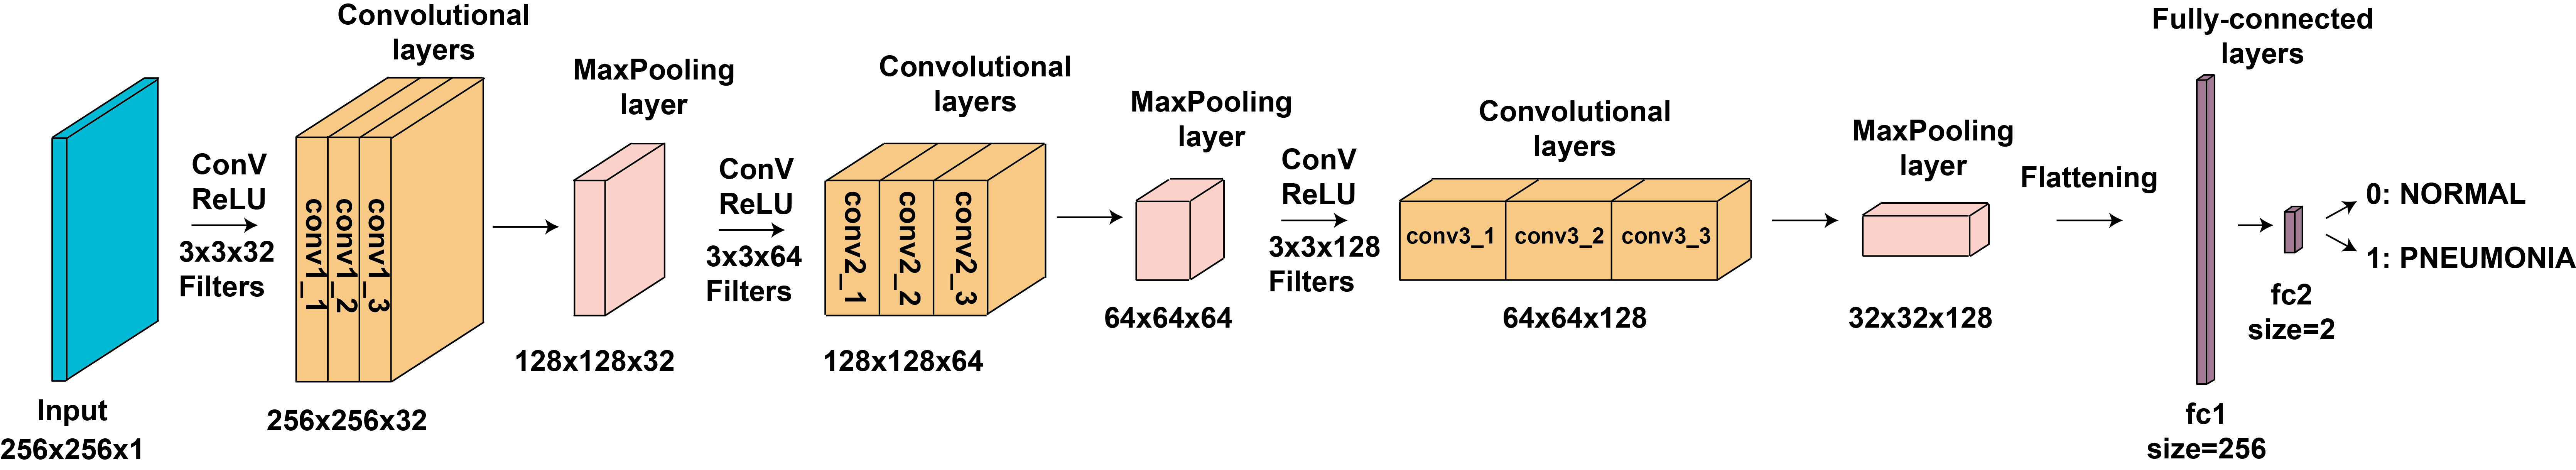 Input
256x256x1
ConV
ReLU
3x3x32
Filters
Convolutional
layers
conv1_1
conv1_2
conv1_3
256x256x32
MaxPooling
layer
128x128x32
ConV
ReLU
3x3x64
Filters
Convolutional
layers
conv2_1
conv2_2
conv2_3
128x128x64
MaxPooling
layer
64x64x64
ConV
ReLU
3x3x128
Filters
Convolutional
layers
conv3_1
conv3_2
conv3_3
64x64x128
MaxPooling
layer
32x32x128
Flattening
Fully-connected
layers
fc1
size=256
fc2
size=2
0: NORMAL
1: PNEUMONIA